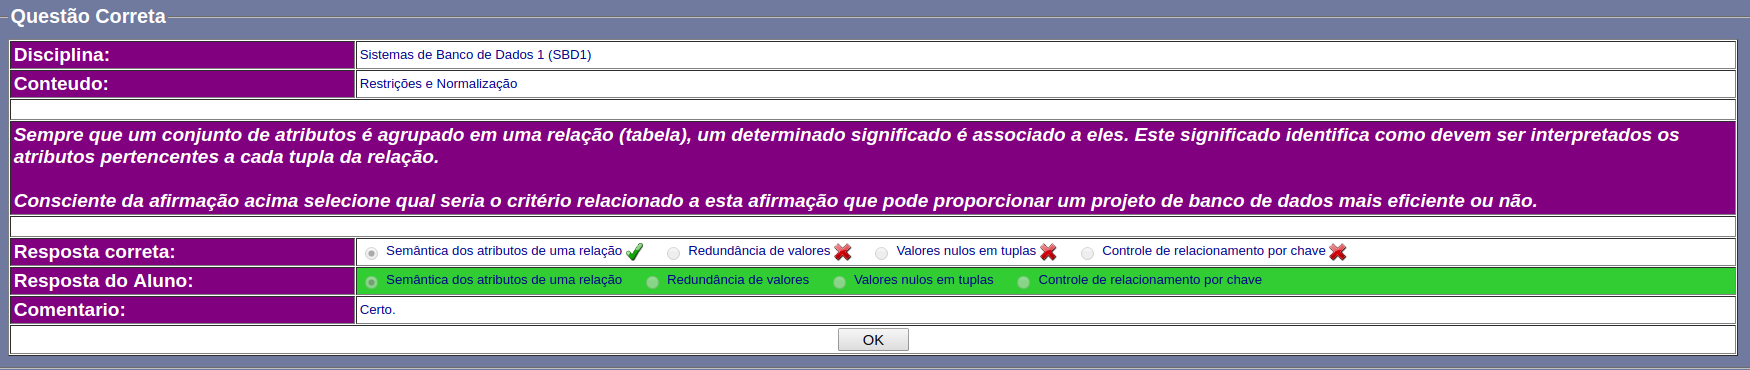 Questão Correta
Disciplina: Sistemas de Banco de Dados 1 (SBD1)
Conteudo: Restrições e Normalização
Sempre que um conjunto de atributos é agrupado em uma relação (tabela), um determinado significado é associado a eles. Este significado identifica como devem ser interpretados os
atributos pertencentes a cada tupla da relação.
Consciente da afirmação acima selecione qual seria o critério relacionado a esta afirmação que pode proporcionar um projeto de banco de dados mais eficiente ou não.
Resposta correta: Semântica dos atributos de uma relação Redundância de valores Valores nulos em tuplas Controle de relacionamento por chave
Resposta do Aluno: Semântica dos atributos de uma relação Redundância de valores Valores nulos em tuplas Controle de relacionamento por chave
Comentario: Certo.
OK